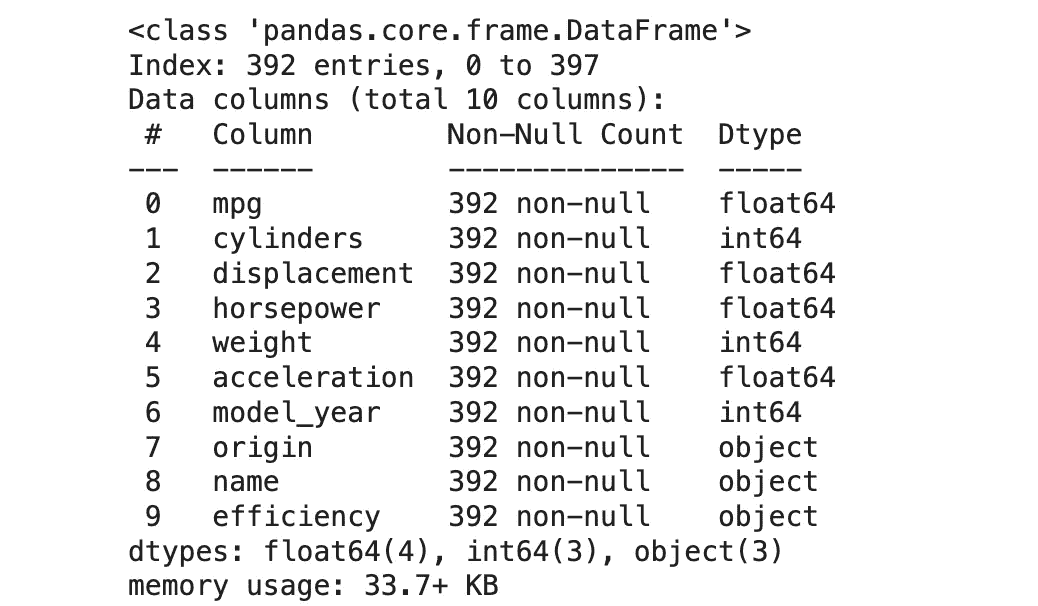 <class 'pandas.core.frame.DataFrame'>
Index: 392 entries, 0 to 397
Data columns (total 10 columns):
 #   Column        Non-Null Count  Dtype
---  ------        --------------  -----
 0   mpg           392 non-null    float64
 1   cylinders     392 non-null    int64
 2   displacement  392 non-null    float64
 3   horsepower    392 non-null    float64
 4   weight        392 non-null    int64
 5   acceleration  392 non-null    float64
 6   model_year    392 non-null    int64
 7   origin        392 non-null    object
 8   name          392 non-null    object
 9   efficiency    392 non-null    object
dtypes: float64(4), int64(3), object(3)
memory usage: 33.7+ KB